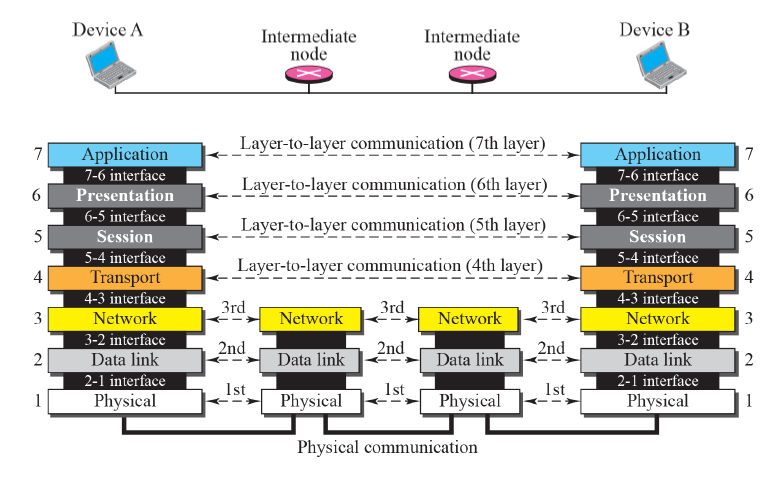 Device A
Intermediate
node
Intermediate
node
Device B
7 Application Layer-to-layer communication (7th layer) Application 7
7-6 interface 7-6 interface
6 Presentation Layer-to-layer communication (6th layer) Presentation 6
6-5 interface 6-5 interface
5 Session Layer-to-layer communication (5th layer) Session 5
5-4 interface 5-4 interface
4 Transport Layer-to-layer communication (4th layer) Transport 4
4-3 interface 4-3 interface
3 Network 3rd Network 3rd Network 3rd Network 3
3-2 interface 3-2 interface
2 Data link 2nd Data link 2nd Data link 2nd Data link 2
2-1 interface 2-1 interface
1 Physical 1st Physical 1st Physical 1st Physical 1
Physical communication